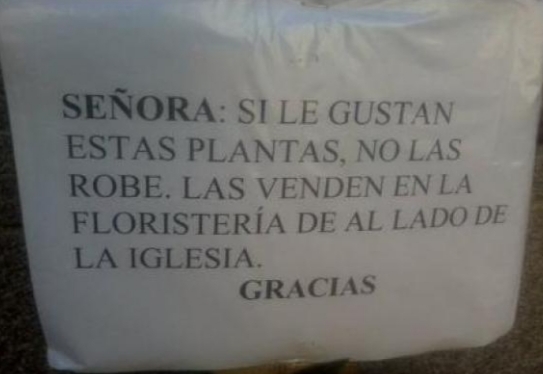 SEÑORA: SI LE GUSTAN
ESTAS PLANTAS, NO LAS
ROBE. LAS VENDEN EN LA
FLORISTERÍA DE AL LADO DE
LA IGLESIA.
GRACIAS